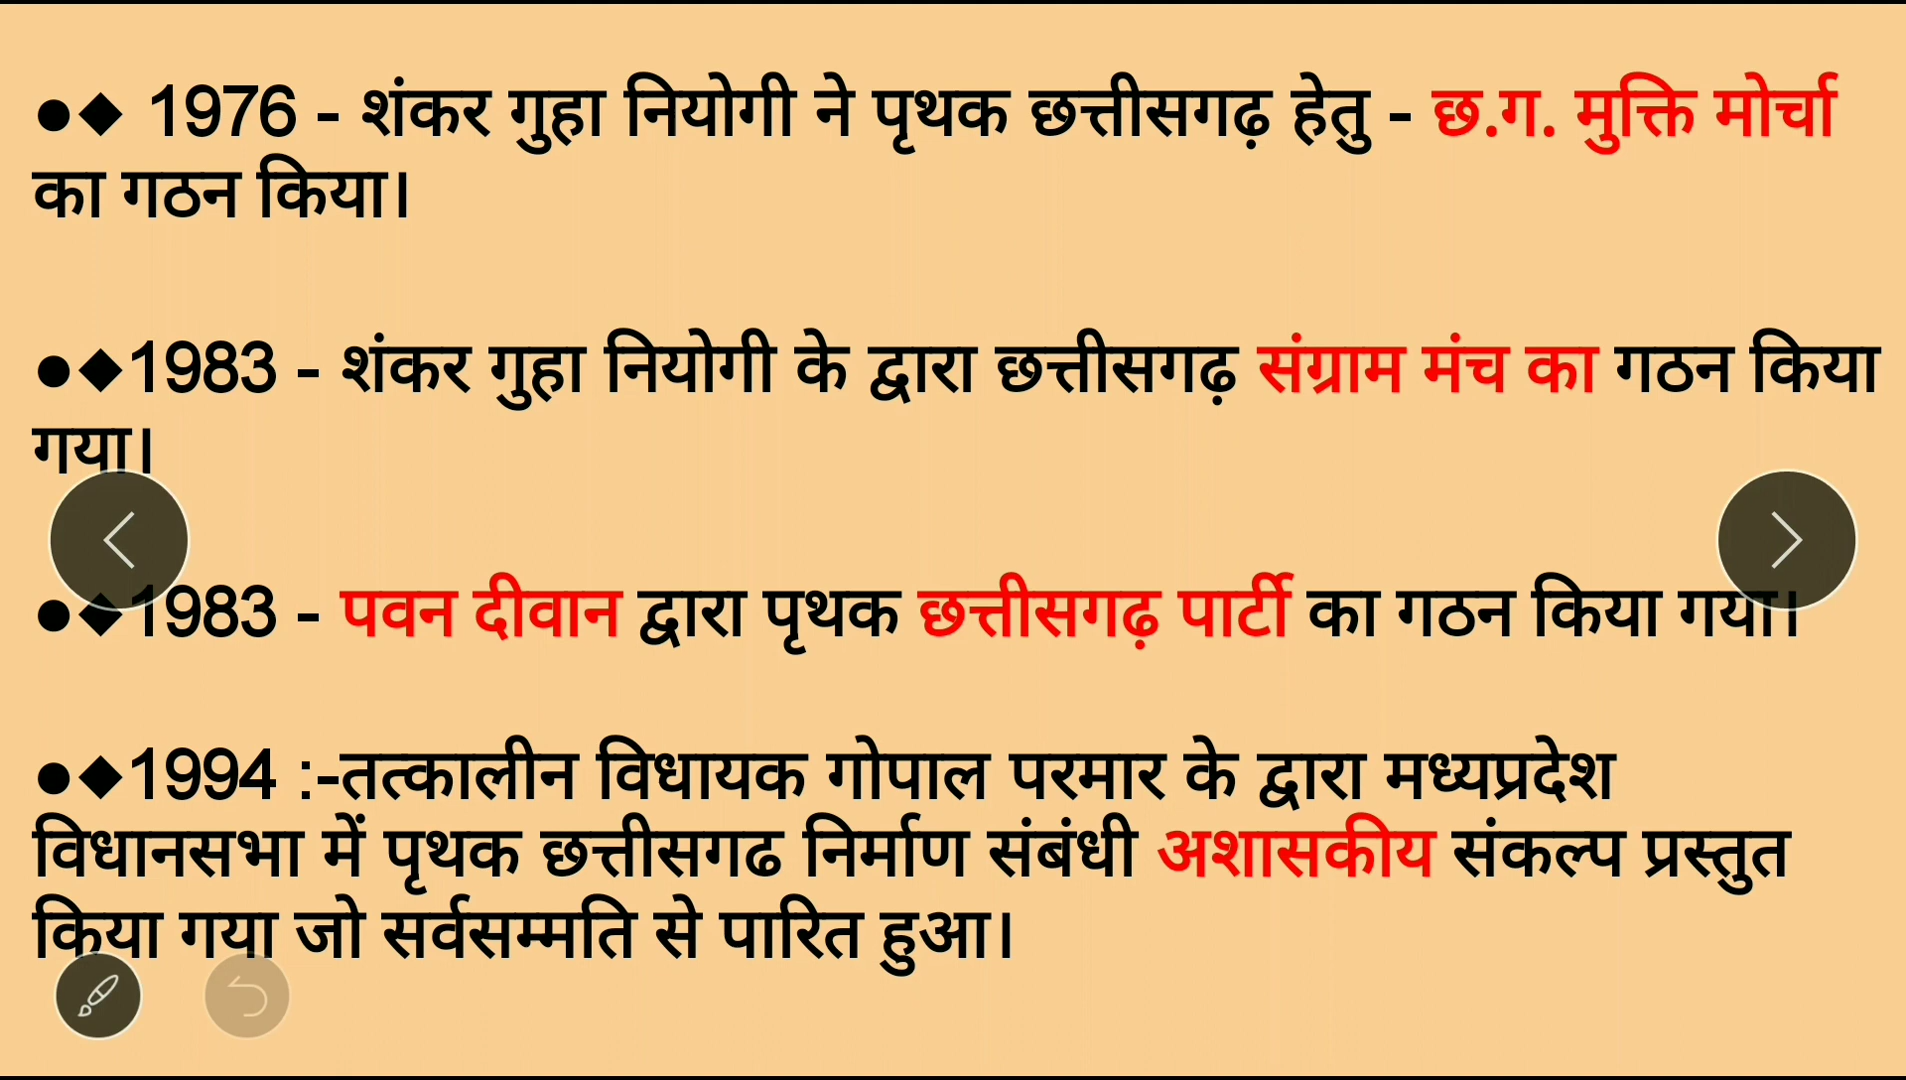 ●◆ 1976 - शंकर गुहा नियोगी ने पृथक छत्तीसगढ़ हेतु - छ.ग. मुक्ति मोर्चा
का गठन किया।
●◆1983 - शंकर गुहा नियोगी के द्वारा छत्तीसगढ़ संग्राम मंच का गठन किया
गया।
●◆1983 - पवन दीवान द्वारा पृथक छत्तीसगढ़ पार्टी का गठन किया गया।
●◆1994 :-तत्कालीन विधायक गोपाल परमार के द्वारा मध्यप्रदेश
विधानसभा में पृथक छत्तीसगढ निर्माण संबंधी अशासकीय संकल्प प्रस्तुत
किया गया जो सर्वसम्मति से पारित हुआ।